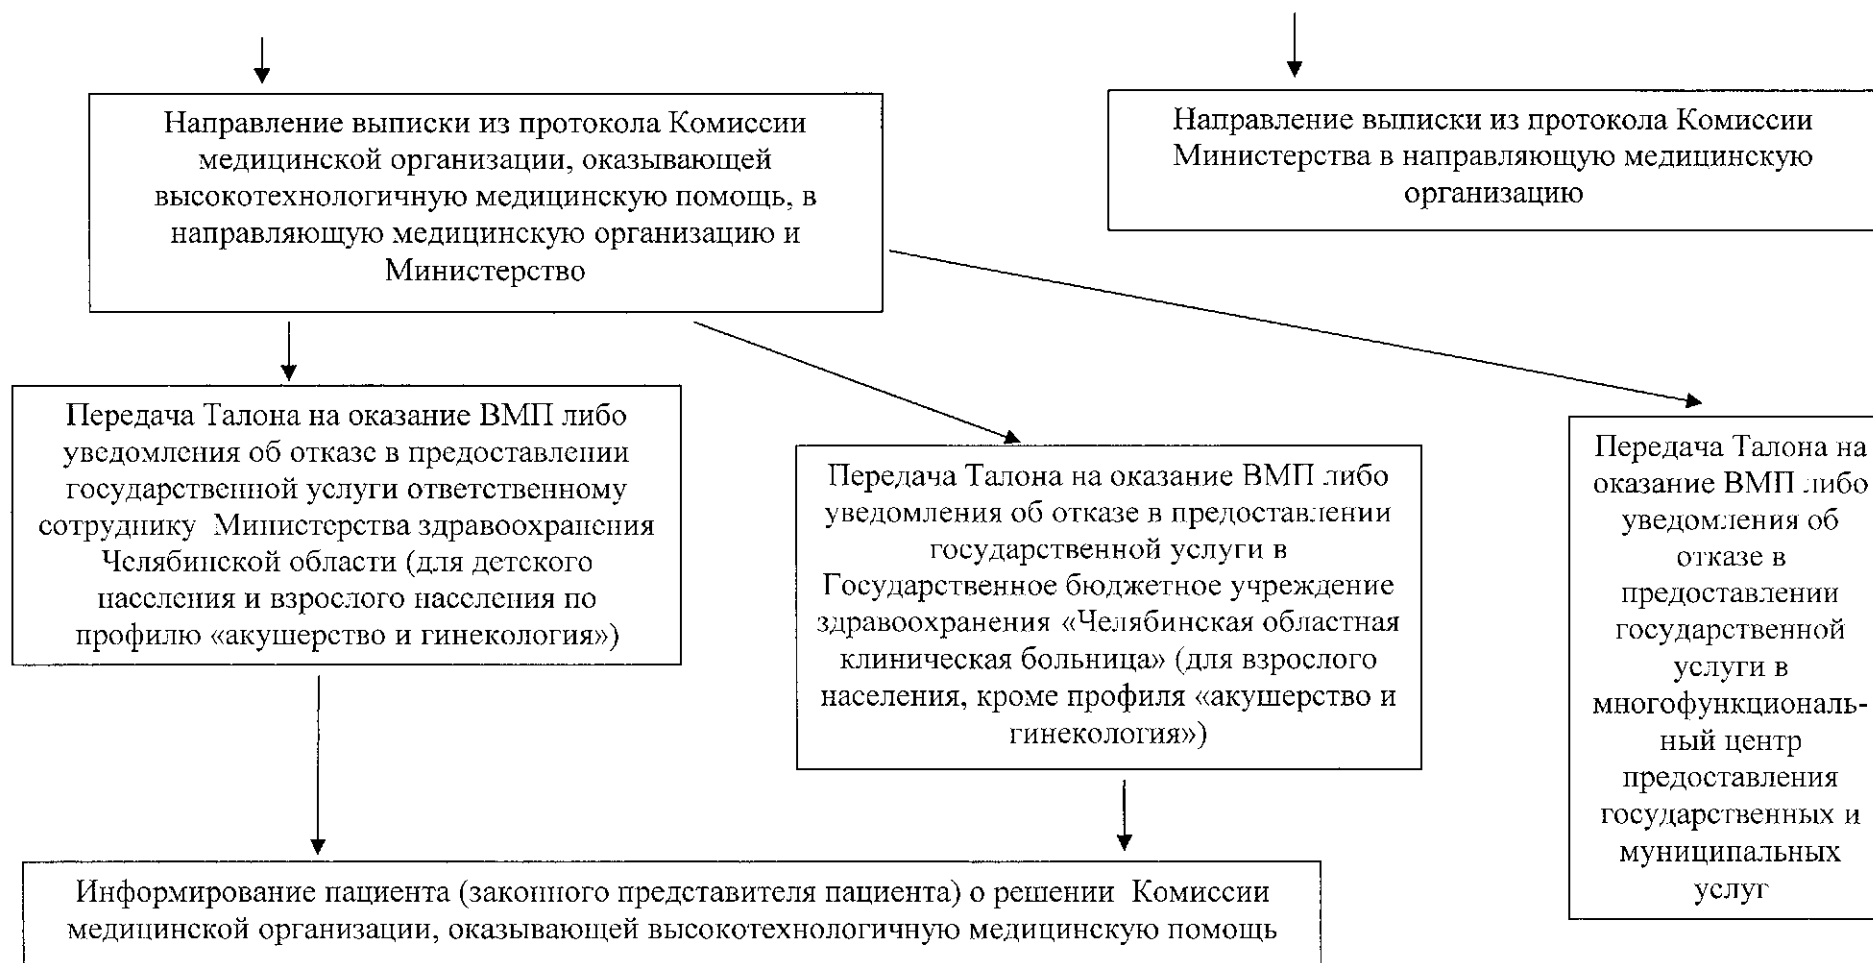 Направление выписки из протокола Комиссии
медицинской организации, оказывающей
высокотехнологичную медицинскую помощь, в
направляющую медицинскую организацию и
Министерство
Направление выписки из протокола Комиссии
Министерства в направляющую медицинскую
организацию
Передача Талона на оказание ВМП либо
уведомления об отказе в предоставлении
государственной услуги ответственному
сотруднику Министерства здравоохранения
Челябинской области (для детского
населения и взрослого населения по
профилю «акушерство и гинекология»)
Передача Талона на оказание ВМП либо
уведомления об отказе в предоставлении
государственной услуги в
Государственное бюджетное учреждение
здравоохранения «Челябинская областная
клиническая больница» (для взрослого
населения, кроме профиля «акушерство и
гинекология»)
Передача Талона на
оказание ВМП либо
уведомления об
отказе в
предоставлении
государственной
услуги в
многофункциональ-
ный центр
предоставления
государственных и
муниципальных
услуг
Информирование пациента (законного представителя пациента) о решении Комиссии
медицинской организации, оказывающей высокотехнологичную медицинскую помощь